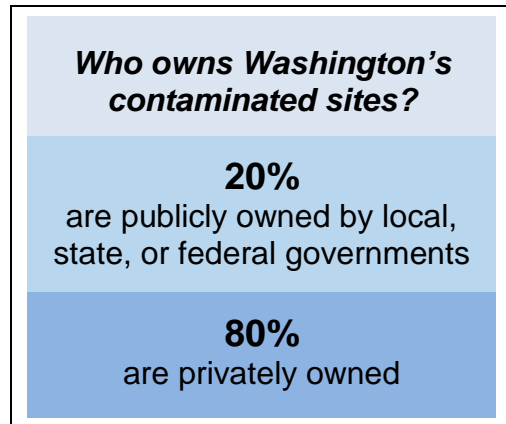 Who owns Washington's
contaminated sites?
20%
are publicly owned by local,
state, or federal governments
80%
are privately owned